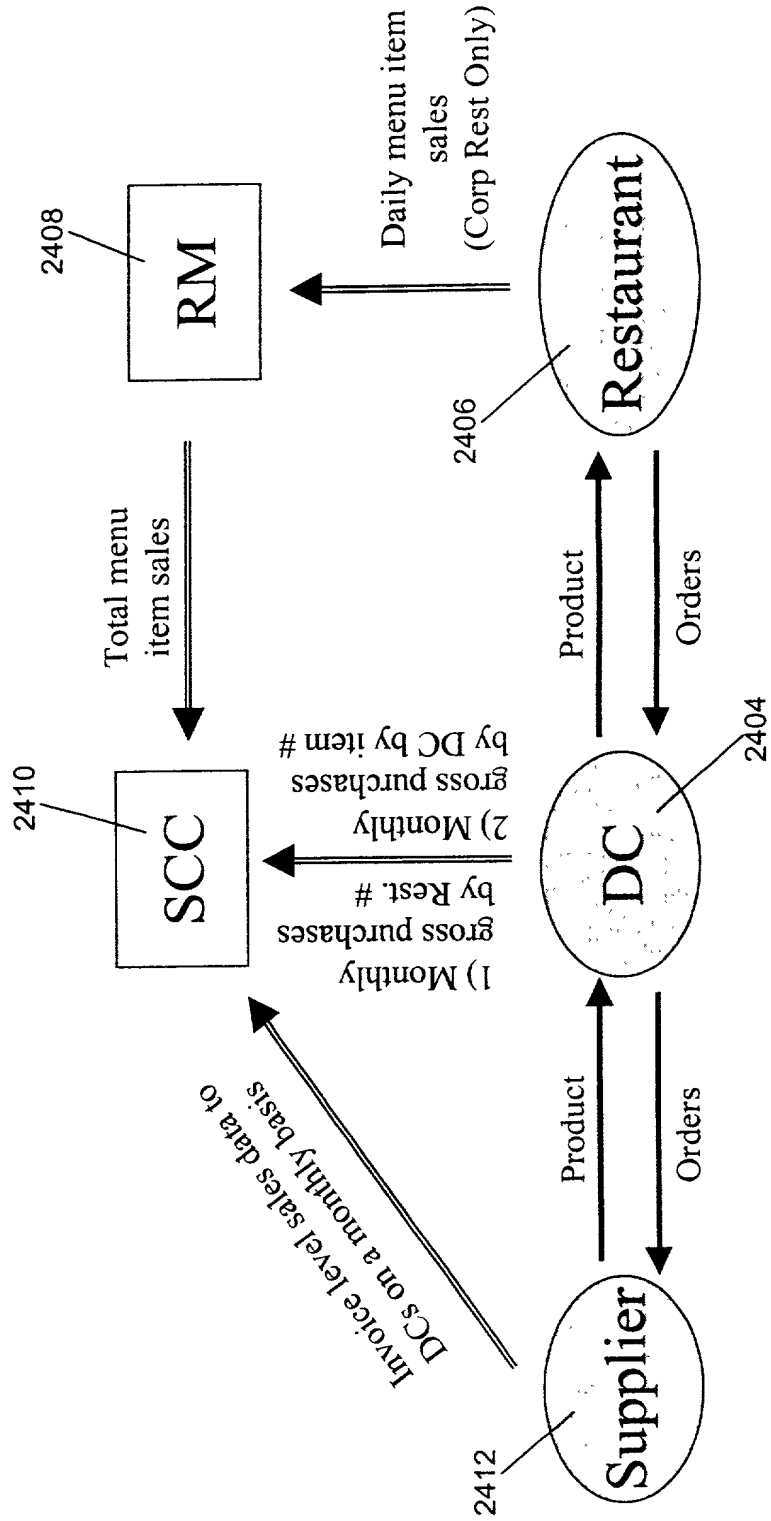 2410
SCC
Total menu
item sales
2408
RM
Invoice level sales data to
DCs on a monthly basis
1) Monthly
gross purchases
by Rest. #
2) Monthly
gross purchases
by DC by item #
Daily menu item
sales
(Corp Rest Only)
2412
Supplier
Product
Orders
DC
2404
Product
Orders
2406
Restaurant